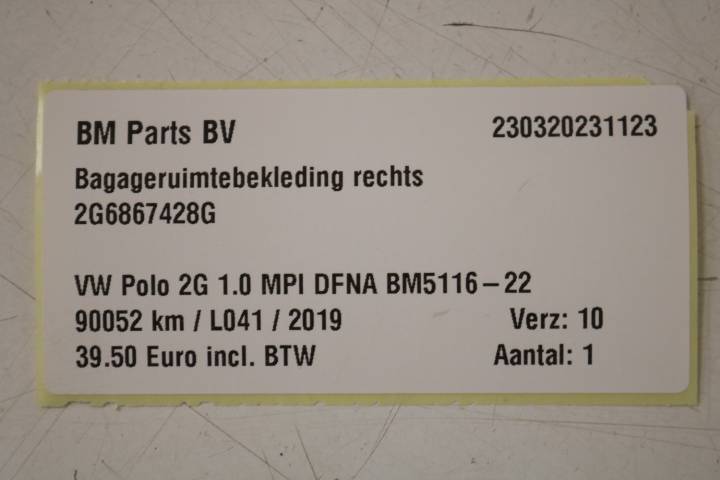 BM Parts BV 230320231123
Bagageruimtebekleding rechts
2G6867428G
VW Polo 2G 1.0 MPI DFNA BM5116-22
90052 km / L041 / 2019 Verz: 10
39.50 Euro incl. BTW Aantal: 1